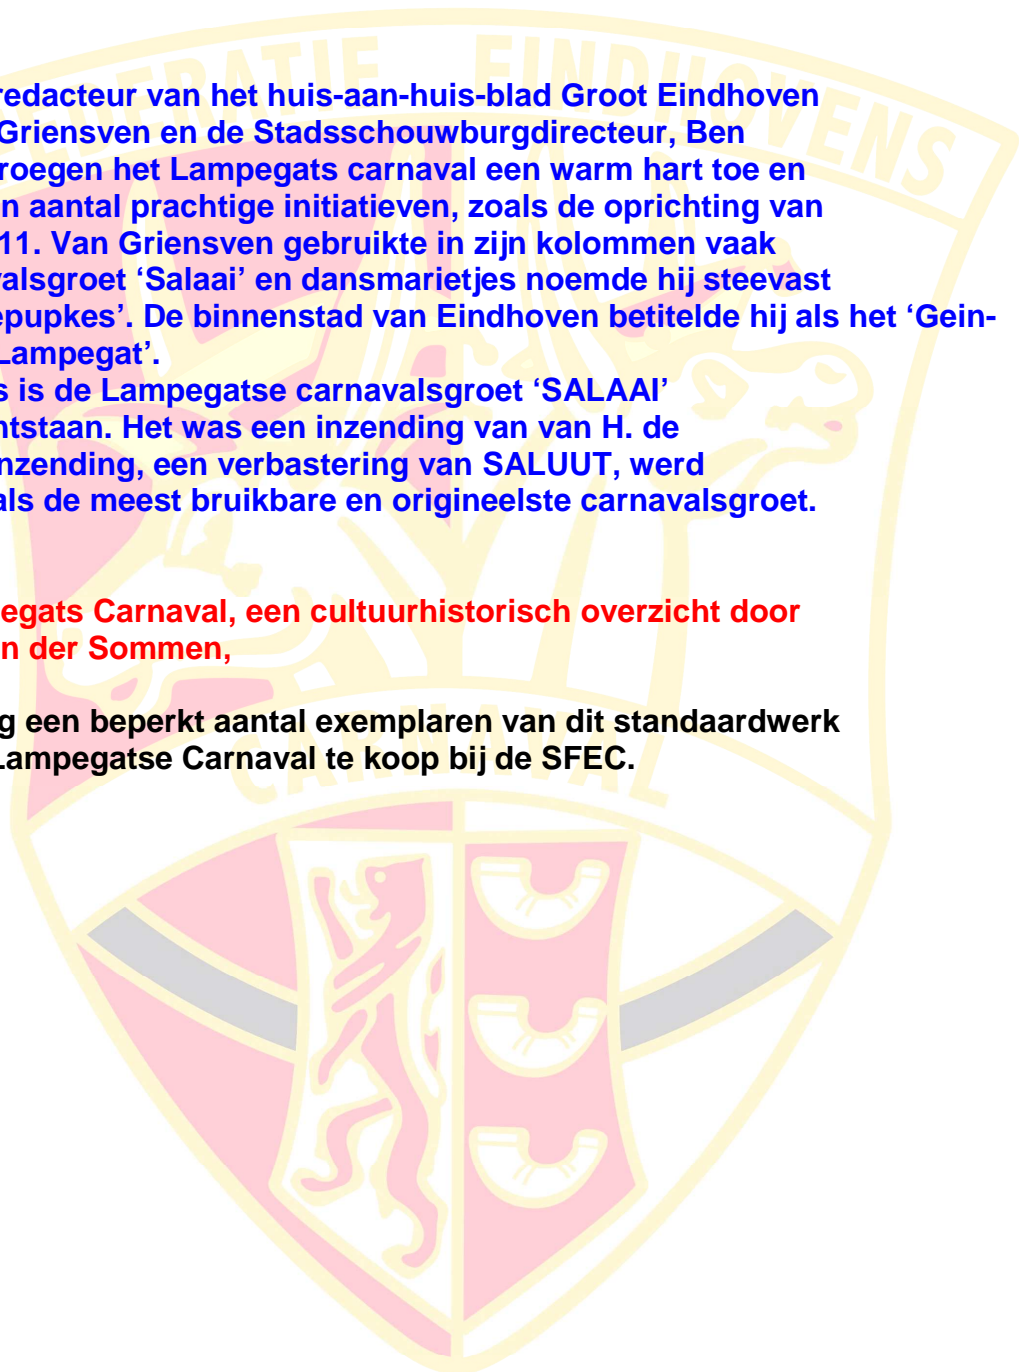 ERATIE EINDHOVENS
redacteur van het huis-aan-huis-blad Groot Eindhoven
Griensven en de Stadsschouwburgdirecteur, Ben
roegen het Lampegats carnaval een warm hart toe en
n aantal prachtige initiatieven, zoals de oprichting van
11. Van Griensven gebruikte in zijn kolommen vaak
valsgroet ‘Salaai’ en dansmarietjes noemde hij steevast
epupkes’. De binnenstad van Eindhoven betitelde hij als het ‘Gein-
Lampegat’.
s is de Lampegatse carnavalsgroet ‘SALAAI’
ntstaan. Het was een inzending van van H. de
nzending, een verbastering van SALUUT, werd
als de meest bruikbare en origineelste carnavalsgroet.
egats Carnaval, een cultuurhistorisch overzicht door
n der Sommen,
g een beperkt aantal exemplaren van dit standaardwerk
Lampegatse Carnaval te koop bij de SFEC.
CARNAVAL